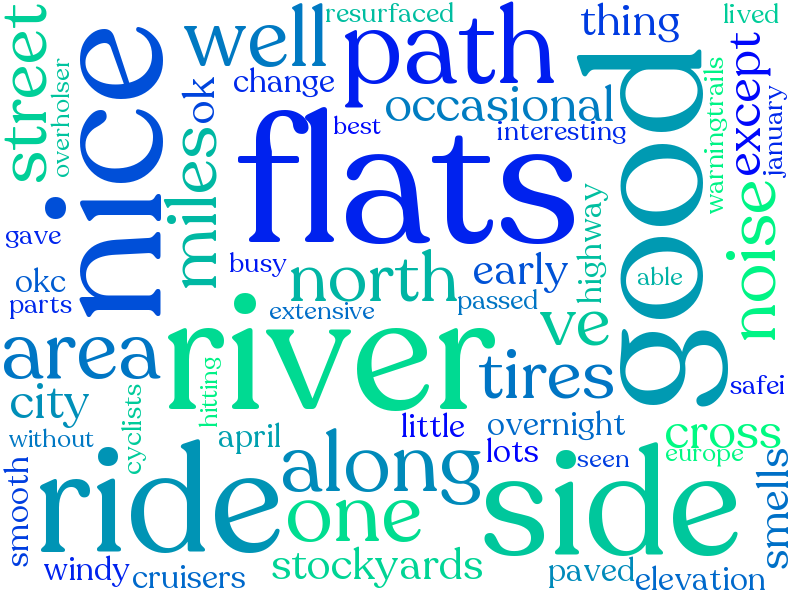 resurfaced
thing
lived
street
overholser
nice
well
change
path
best
occasional
interesting
good
warningtrails
except
january
ok
miles
flats
noise
gave
okc
parts
busy
north
early
highway
able
extensive
passed
ve
area
river
tires
safei
city
hitting
without
cyclists
april
little
overnight
lots
seen
cross
europe
smooth
ride
along
one
side
smells
windy
cruisers
stockyards
paved
elevation